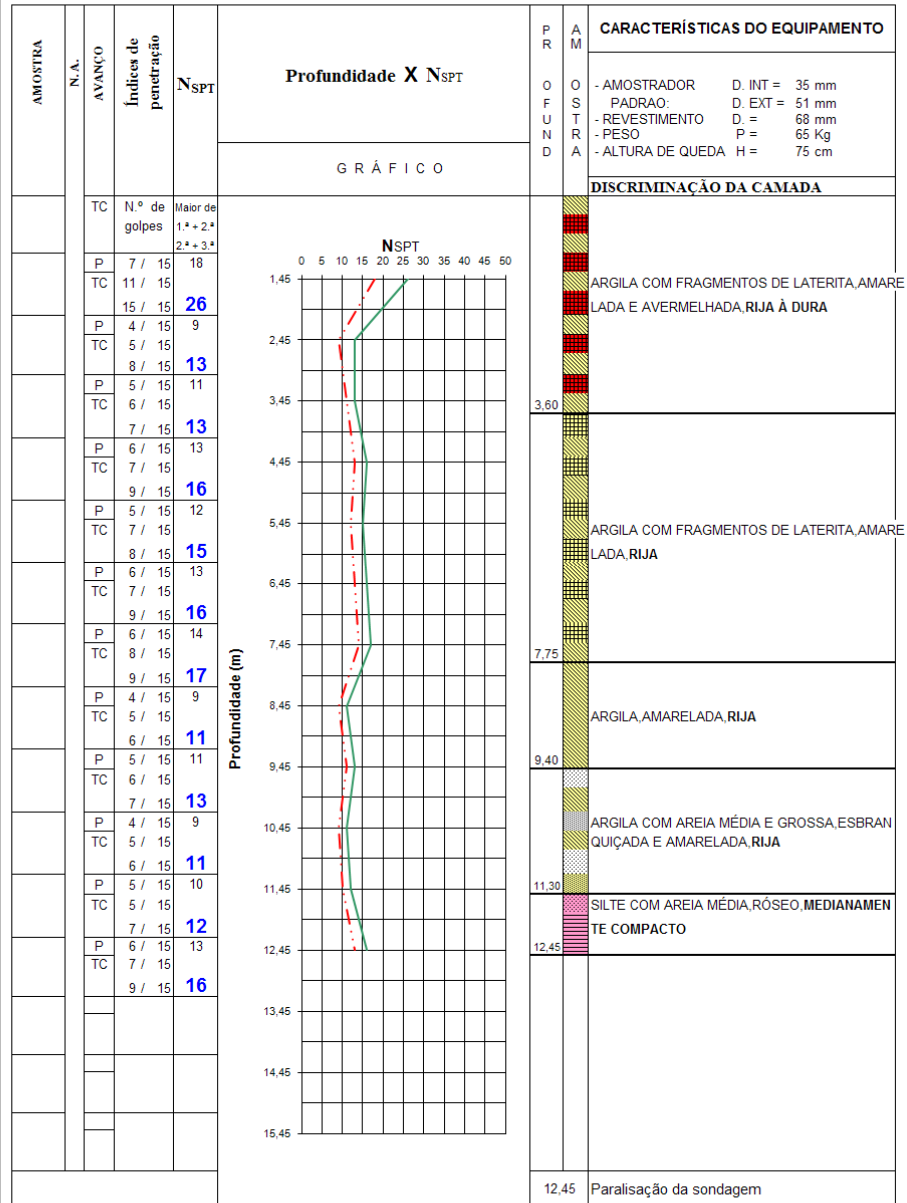 AMOSTRA
N. A.
AVANÇO
Índices de
penetração
NSPT
Profundidade X NSPT
G R Á F I C O
P R O F U N D
A M O S T R A
CARACTERÍSTICAS DO EQUIPAMENTO
- AMOSTRADOR D. INT = 35 mm
PADRAO: D. EXT = 51 mm
- REVESTIMENTO D. = 68 mm
- PESO P = 65 Kg
- ALTURA DE QUEDA H = 75 cm
DISCRIMINAÇÃO DA CAMADA
TC N.º de Maior de
golpes 1.ª + 2.ª
2.ª + 3.ª
P 7 / 15 18
TC 11 / 15
15 / 15 26
P 4 / 15 9
TC 5 / 15
8 / 15 13
P 5 / 15 11
TC 6 / 15
7 / 15 13
P 6 / 15 13
TC 7 / 15
9 / 15 16
P 5 / 15 12
TC 7 / 15
8 / 15 15
P 6 / 15 13
TC 7 / 15
9 / 15 16
P 6 / 15 14
TC 8 / 15
9 / 15 17
P 4 / 15 9
TC 5 / 15
6 / 15 11
P 5 / 15 11
TC 6 / 15
7 / 15 13
P 4 / 15 9
TC 5 / 15
6 / 15 11
P 5 / 15 10
TC 5 / 15
7 / 15 12
P 6 / 15 13
TC 7 / 15
9 / 15 16
NSPT
0 5 10 15 20 25 30 35 40 45 50
Profundidade (m)
1,45
2,45
3,45
4,45
5,45
6,45
7,45
8,45
9,45
10,45
11,45
12,45
13,45
14,45
15,45
ARGILA COM FRAGMENTOS DE LATERITA,AMARE
LADA E AVERMELHADA,RIJA À DURA
3,60
ARGILA COM FRAGMENTOS DE LATERITA,AMARE
LADA,RIJA
7,75
ARGILA,AMARELADA,RIJA
9,40
ARGILA COM AREIA MÉDIA E GROSSA,ESBRAN
QUIÇADA E AMARELADA,RIJA
11,30
SILTE COM AREIA MÉDIA,RÓSEO,MEDIANAMEN
TE COMPACTO
12,45
12,45 Paralisação da sondagem